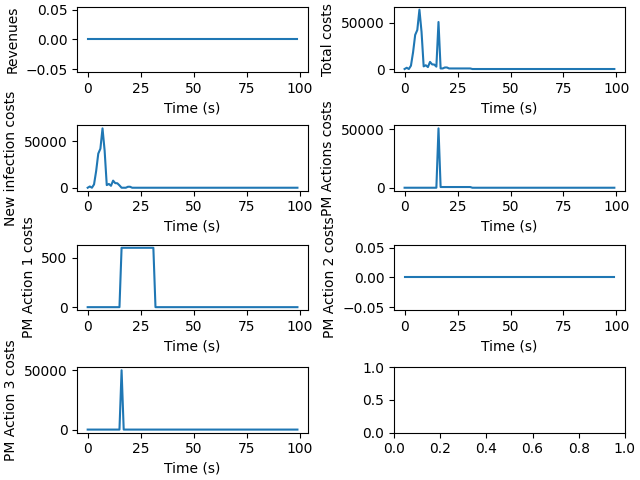 Revenues
0.05
0.00
−0.05
0 25 50 75 100
Time (s)
Total costs
50000
0
0 25 50 75 100
Time (s)
New infection costs
50000
0
0 25 50 75 100
Time (s)
PM Actions costs
50000
0
0 25 50 75 100
Time (s)
PM Action 1 costs
500
0
0 25 50 75 100
Time (s)
PM Action 2 costs
0.05
0.00
−0.05
0 25 50 75 100
Time (s)
PM Action 3 costs
50000
0
0 25 50 75 100
Time (s)
1.0
0.5
0.0
0.0 0.2 0.4 0.6 0.8 1.0